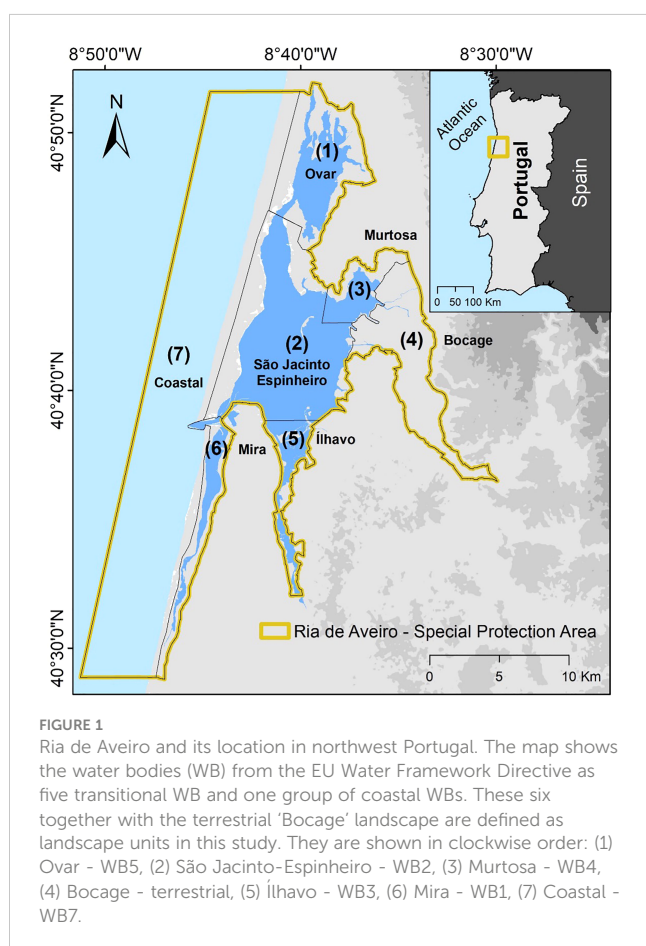 8°50'0"W
8°40'0"W
8°30'0"W
40°50'0"N
40°40'0"N
40°30'0"N
N
(1)
Ovar
Murtosa
(3)
(2)
São Jacinto
Espinheiro
(4)
Bocage
(7)
Coastal
(5)
Ílhavo
(6)
Mira
Atlantic
Ocean
Portugal
Spain
0 50 100 Km
Ria de Aveiro - Special Protection Area
0 5 10 Km
FIGURE 1
Ria de Aveiro and its location in northwest Portugal. The map shows
the water bodies (WB) from the EU Water Framework Directive as
five transitional WB and one group of coastal WBs. These six
together with the terrestrial ‘Bocage’ landscape are defined as
landscape units in this study. They are shown in clockwise order: (1)
Ovar - WB5, (2) São Jacinto-Espinheiro - WB2, (3) Murtosa - WB4,
(4) Bocage - terrestrial, (5) Ílhavo - WB3, (6) Mira - WB1, (7) Coastal -
WB7.